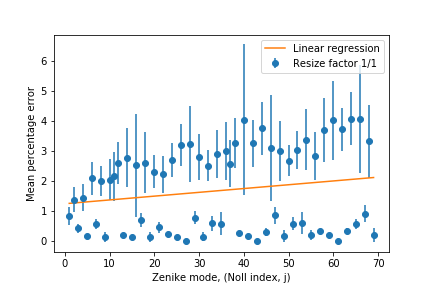 Linear regression
Resize factor 1/1
Mean percentage error
6
5
4
3
2
1
0
0 10 20 30 40 50 60 70
Zenike mode, (Noll index, j)